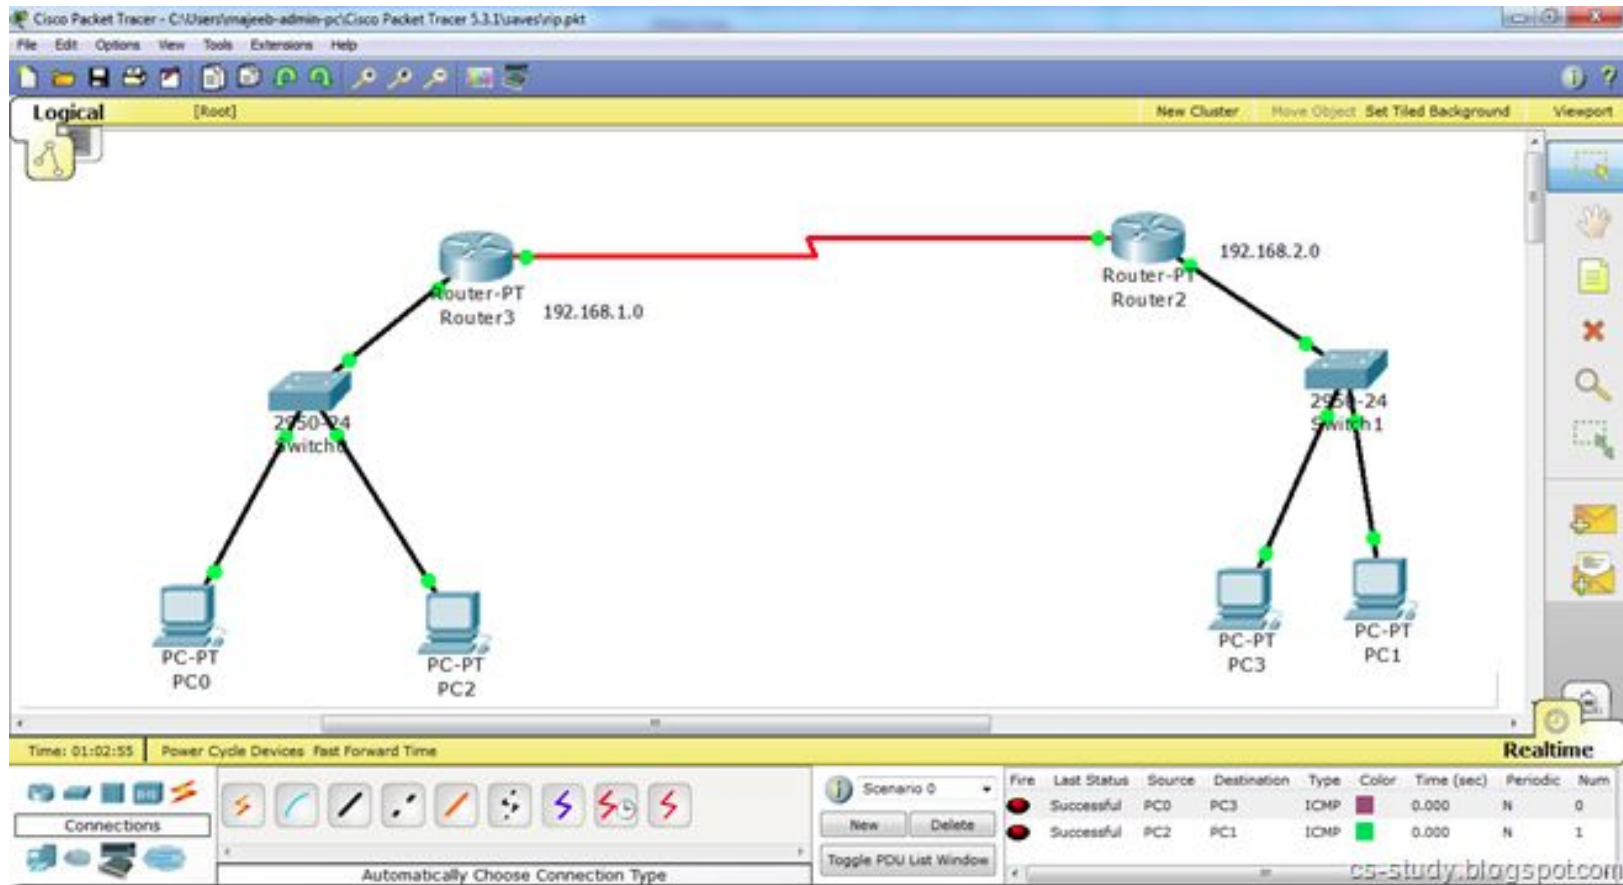 Cisco Packet Tracer - C:\Users\majeeb-admin-pc\Cisco Packet Tracer 5.3.1\saves\rip.pkt
File Edit Options View Tools Extensions Help
Logical [Root] New Cluster Move Object Set Tiled Background Viewport
192.168.2.0
Router-PT
Router2
Router-PT
Router3
192.168.1.0
2950-24
Switch1
2950-24
Switch0
PC-PT
PC0
PC-PT
PC2
PC-PT
PC3
PC-PT
PC1
Time: 01:02:55 Power Cycle Devices Fast Forward Time Realtime
Connections
Automatically Choose Connection Type
Scenario 0
New Delete
Toggle PDU List Window
Fire Last Status Source Destination Type Color Time (sec) Periodic Num
Successful PC0 PC3 ICMP 0.000 N 0
Successful PC2 PC1 ICMP 0.000 N 1
cs-study.blogspot.com